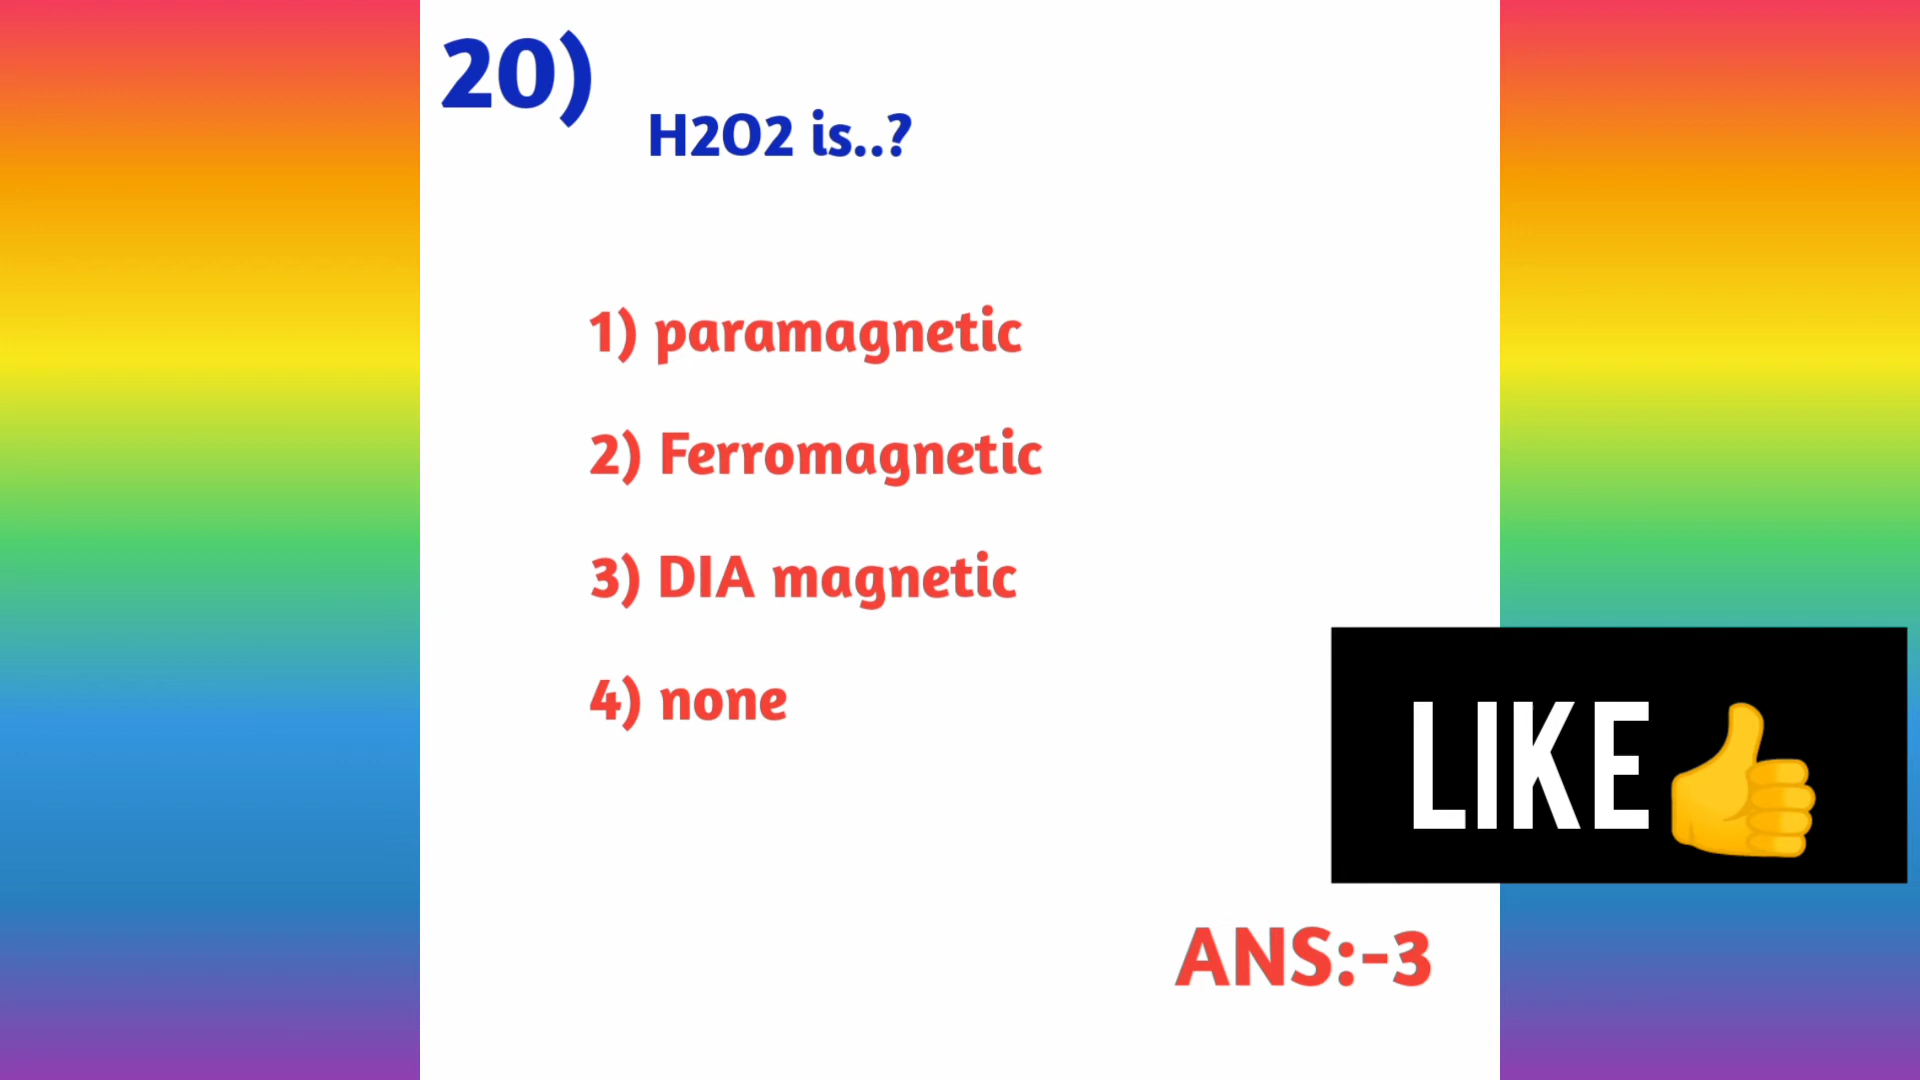 20)
H2O2 is..?
1) paramagnetic
2) Ferromagnetic
3) DIA magnetic
4) none
LIKE👍
ANS:-3